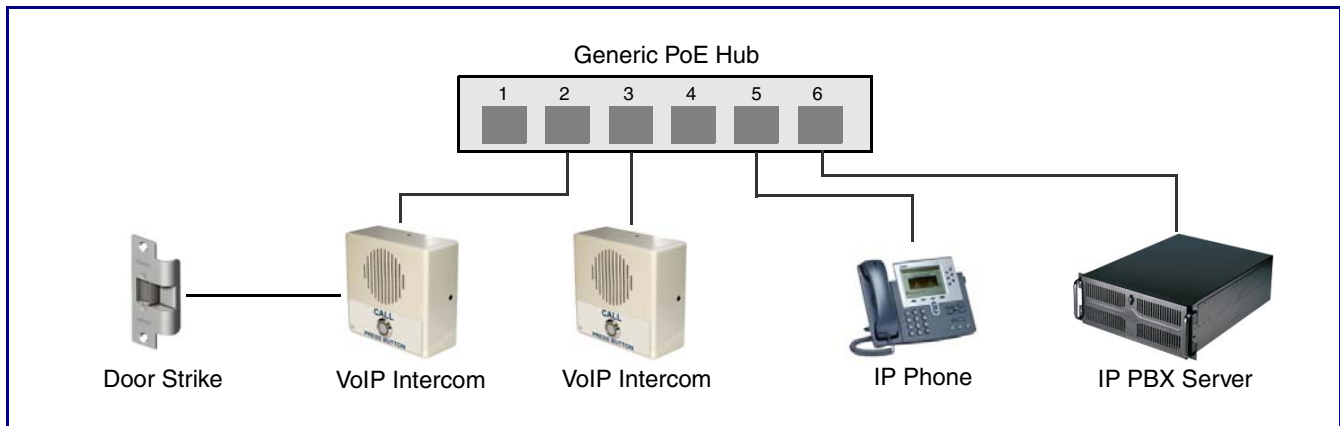 Generic PoE Hub
1 2 3 4 5 6
CALL
PRESS BUTTON
CALL
PRESS BUTTON
Door Strike
VoIP Intercom
VoIP Intercom
IP Phone
IP PBX Server